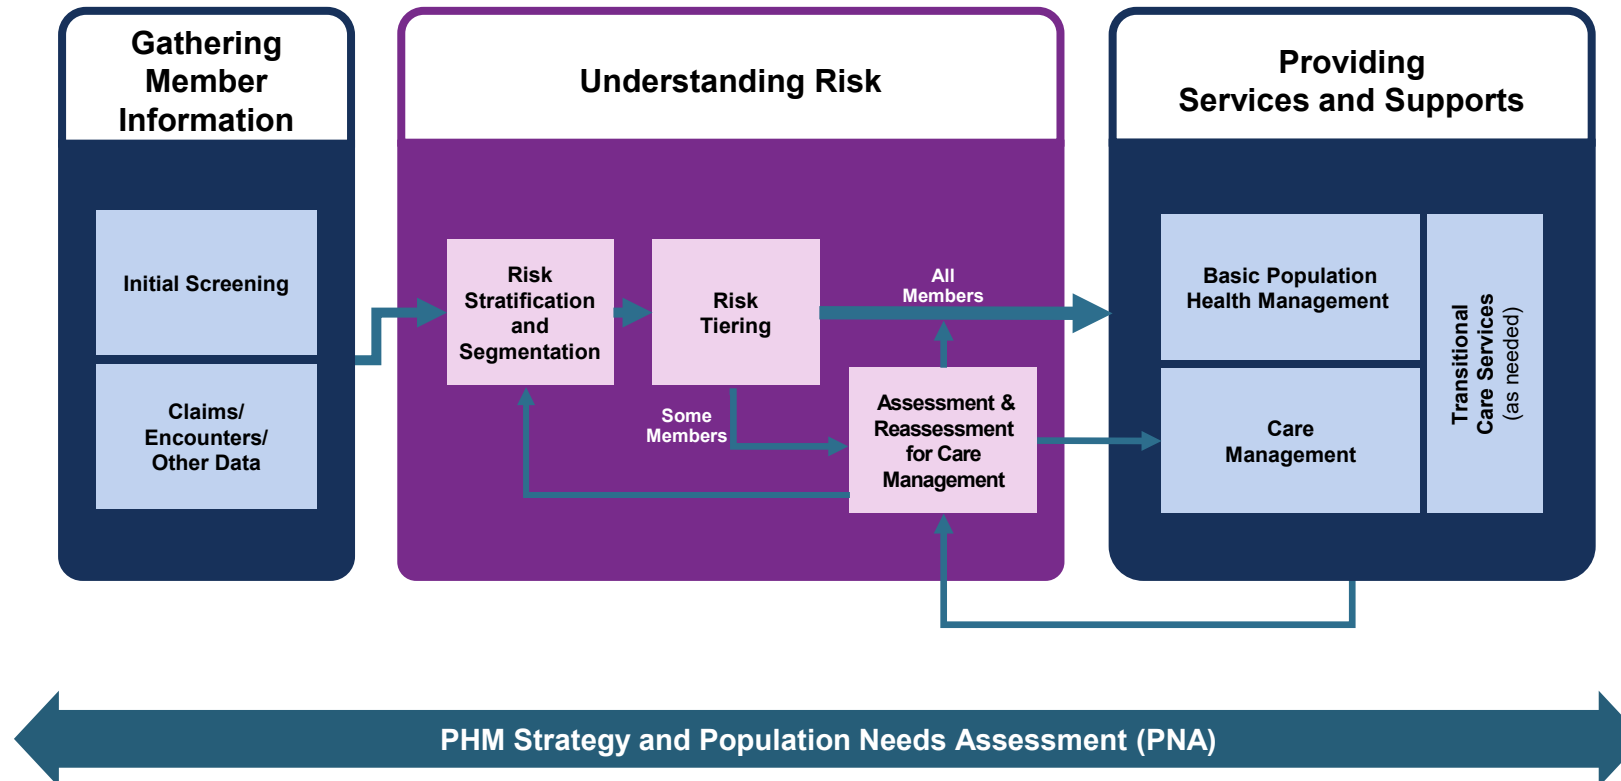 Gathering
Member
Information
Understanding Risk
Providing
Services and Supports
Initial Screening
Claims/
Encounters/
Other Data
Risk
Stratification
and
Segmentation
Risk
Tiering
All
Members
Some
Members
Assessment &
Reassessment
for Care
Management
Basic Population
Health Management
Care
Management
Transitional
Care Services
(as needed)
PHM Strategy and Population Needs Assessment (PNA)